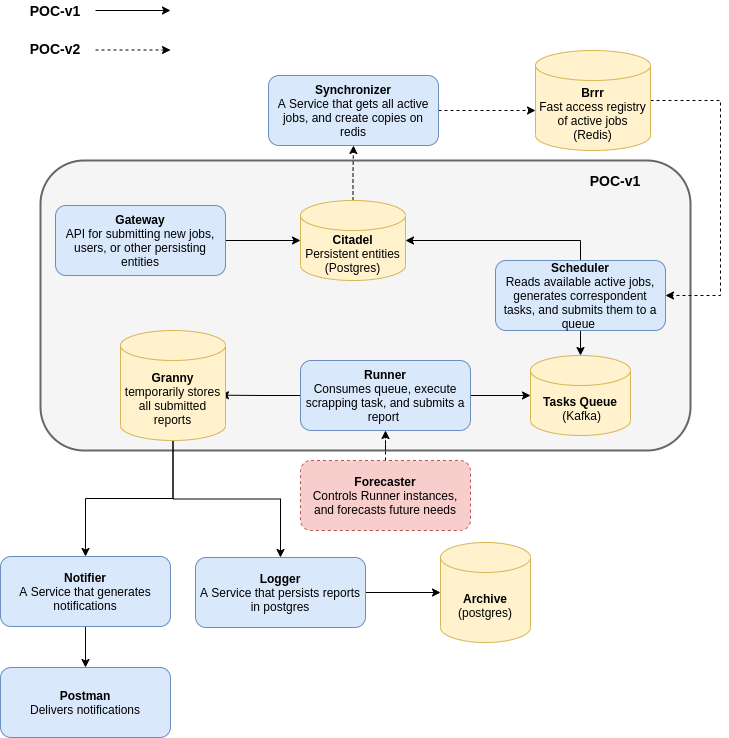 POC-v1
POC-v2
Synchronizer
A Service that gets all active
jobs, and create copies on
redis
Brrr
Fast access registry
of active jobs
(Redis)
POC-v1
Gateway
API for submitting new jobs,
users, or other persisting
entities
Citadel
Persistent entities
(Postgres)
Scheduler
Reads available active jobs,
generates correspondent
tasks, and submits them to a
queue
Granny
temporarily stores
all submitted
reports
Runner
Consumes queue, execute
scrapping task, and submits a
report
Tasks Queue
(Kafka)
Forecaster
Controls Runner instances,
and forecasts future needs
Notifier
A Service that generates
notifications
Logger
A Service that persists reports
in postgres
Archive
(postgres)
Postman
Delivers notifications